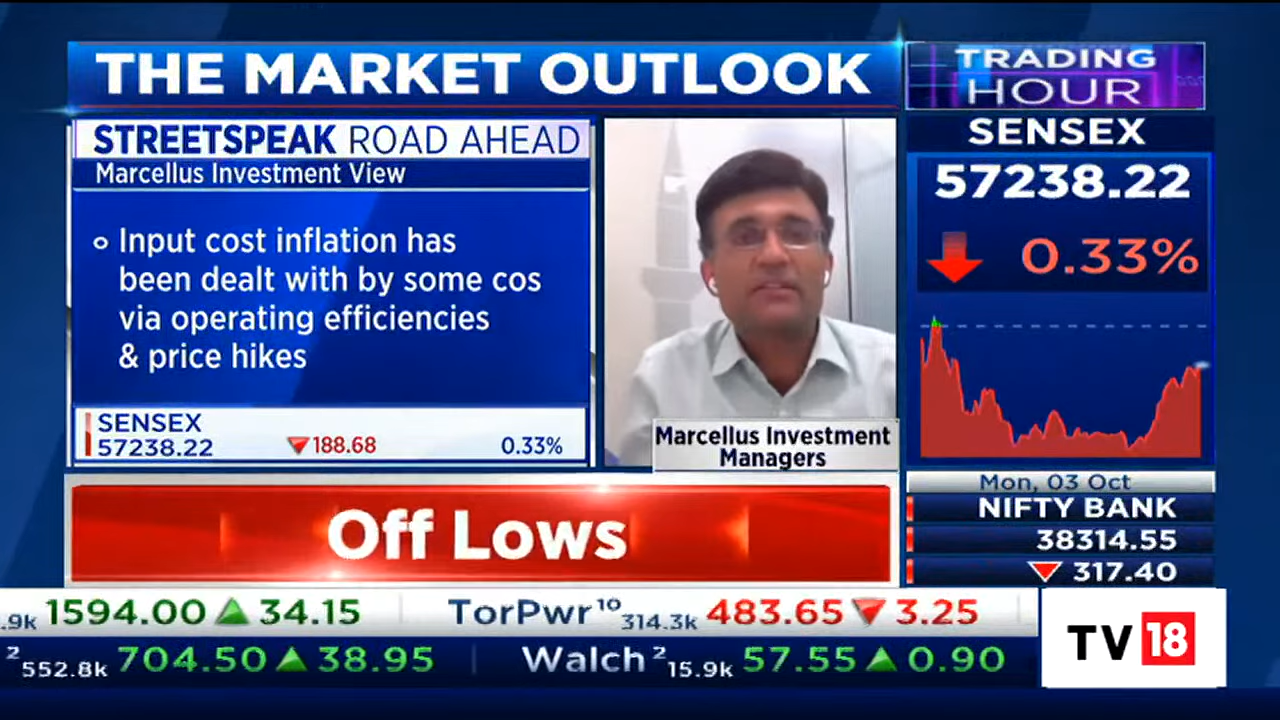 THE MARKET OUTLOOK
TRADING
HOUR
STREETSPEAK ROAD AHEAD
Marcellus Investment View
Input cost inflation has
been dealt with by some cos
via operating efficiencies
& price hikes
SENSEX
57238.22 188.68 0.33%
Marcellus Investment
Managers
SENSEX
57238.22
0.33%
Mon, 03 Oct
NIFTY BANK
38314.55
317.40
Off Lows
.9k 1594.00 34.15 TorPwr 10 314.3k 483.65 3.25
2 552.8k 704.50 38.95 Walch 2 15.9k 57.55 0.90
TV18